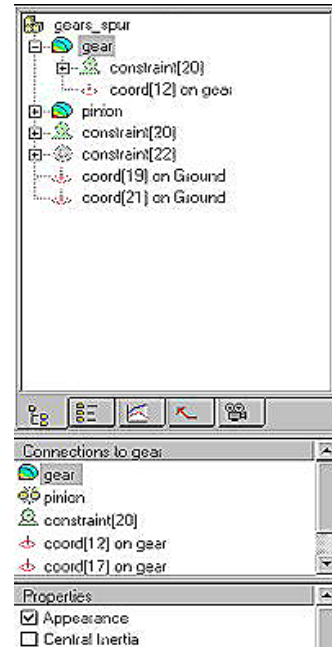 gears_spur
gear
constraint[20]
coord[12] on gear
pinion
constraint[20]
constraint[22]
coord[19] on Ground
coord[21] on Ground
Connections to gear
gear
pinion
constraint(20)
coord[12] on gear
coord[17] on gear
Properties
Appearance
Central Inertia